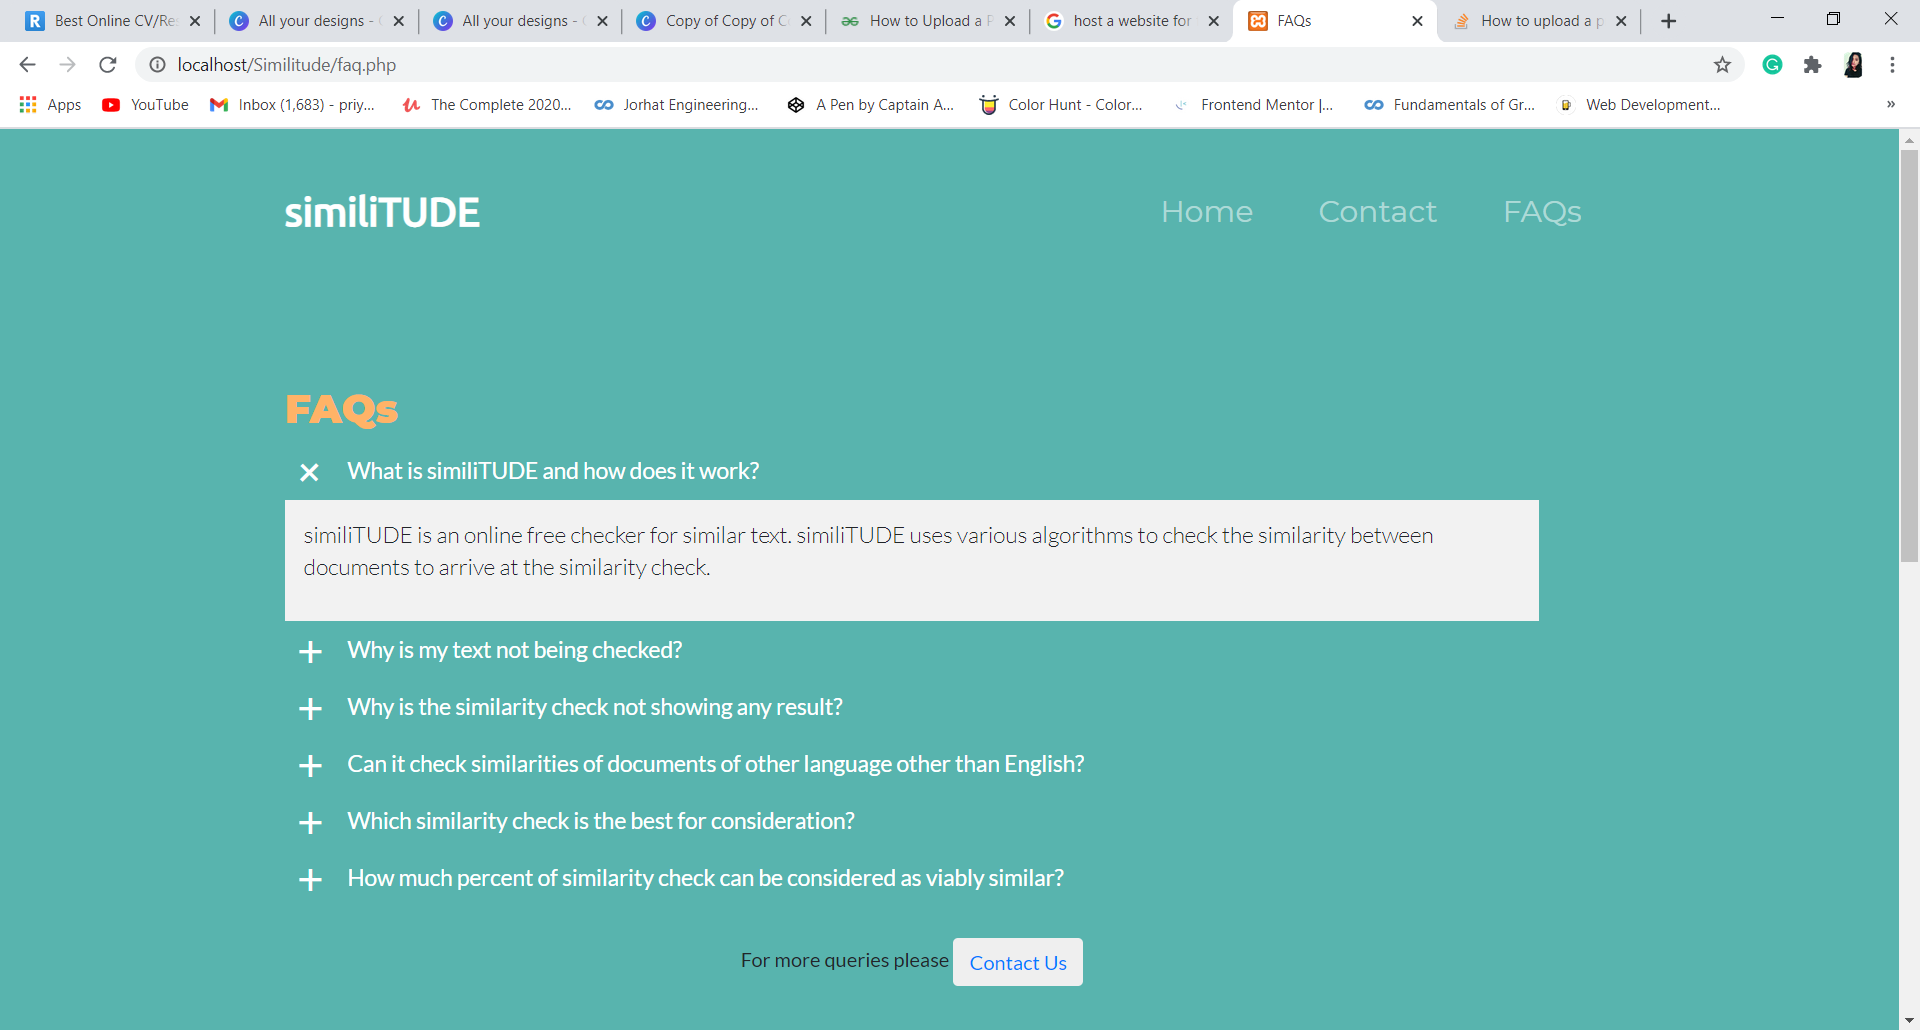 Best Online CV/Re
All your designs -
All your designs -
Copy of Copy of C
How to Upload a P
host a website for
FAQs
How to upload a p
localhost/Similitude/faq.php
Apps
YouTube
Inbox (1,683) - priy...
The Complete 2020...
Jorhat Engineering...
A Pen by Captain A...
Color Hunt - Color...
Frontend Mentor |...
Fundamentals of Gr...
Web Development...
similiTUDE
Home
Contact
FAQs
FAQs
What is similiTUDE and how does it work?
similiTUDE is an online free checker for similar text. similiTUDE uses various algorithms to check the similarity between
documents to arrive at the similarity check.
Why is my text not being checked?
Why is the similarity check not showing any result?
Can it check similarities of documents of other language other than English?
Which similarity check is the best for consideration?
How much percent of similarity check can be considered as viably similar?
For more queries please Contact Us